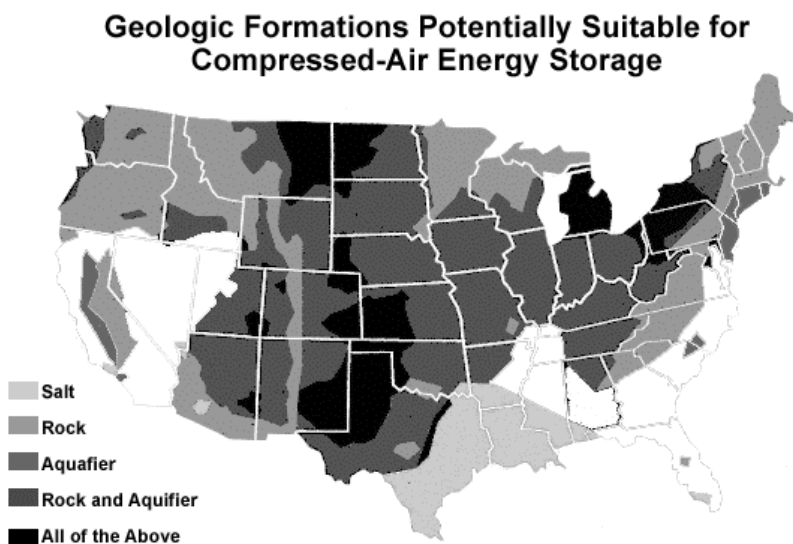 Geologic Formations Potentially Suitable for
Compressed-Air Energy Storage
Salt
Rock
Aquafier
Rock and Aquifier
All of the Above